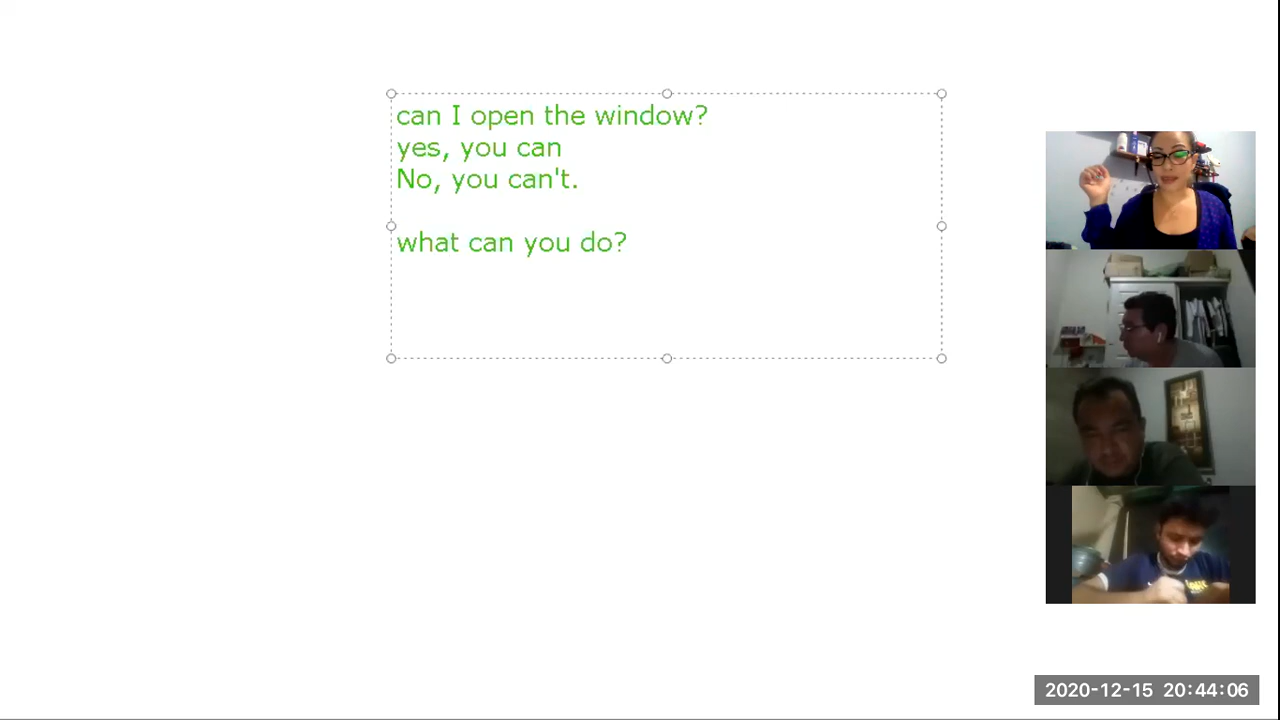 can I open the window?
yes, you can
No, you can't.
what can you do?
2020-12-15 20:44:06